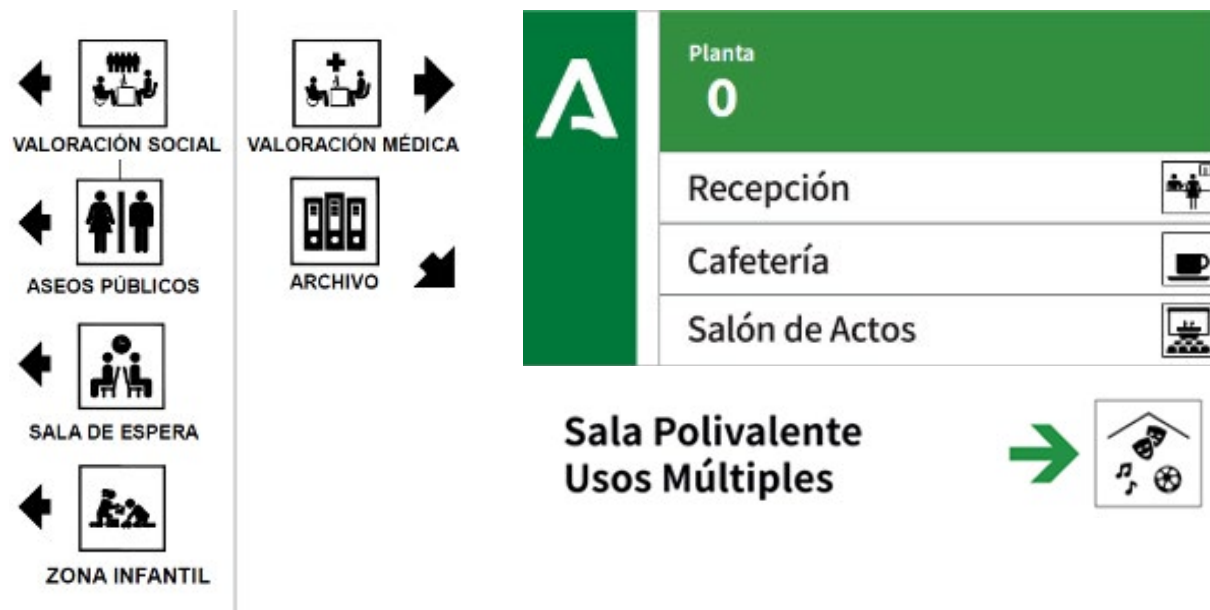 VALORACIÓN SOCIAL
ASEOS PÚBLICOS
SALA DE ESPERA
ZONA INFANTIL
VALORACIÓN MÉDICA
ARCHIVO
Planta
0
Recepción
Cafetería
Salón de Actos
Sala Polivalente
Usos Múltiples